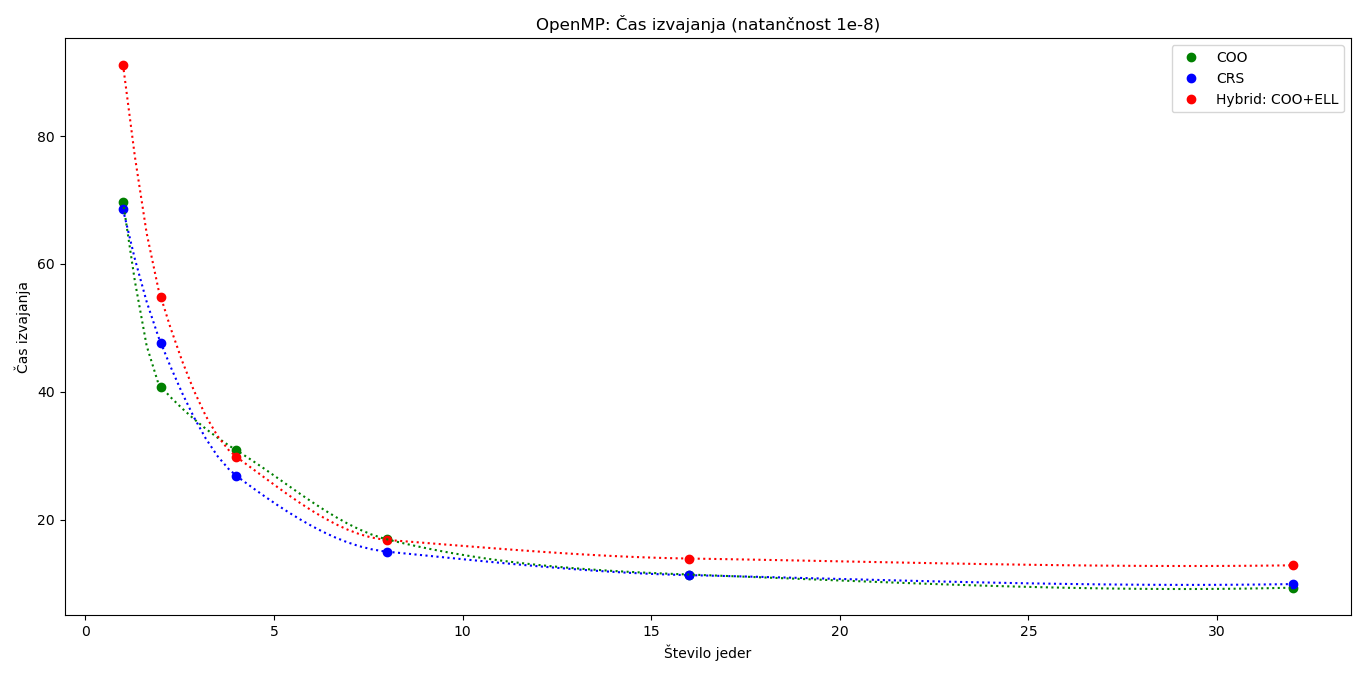 OpenMP: Čas izvajanja (natančnost 1e-8)
COO
CRS
Hybrid: COO+ELL
Čas izvajanja
80
60
40
20
0 5 10 15 20 25 30
Število jeder